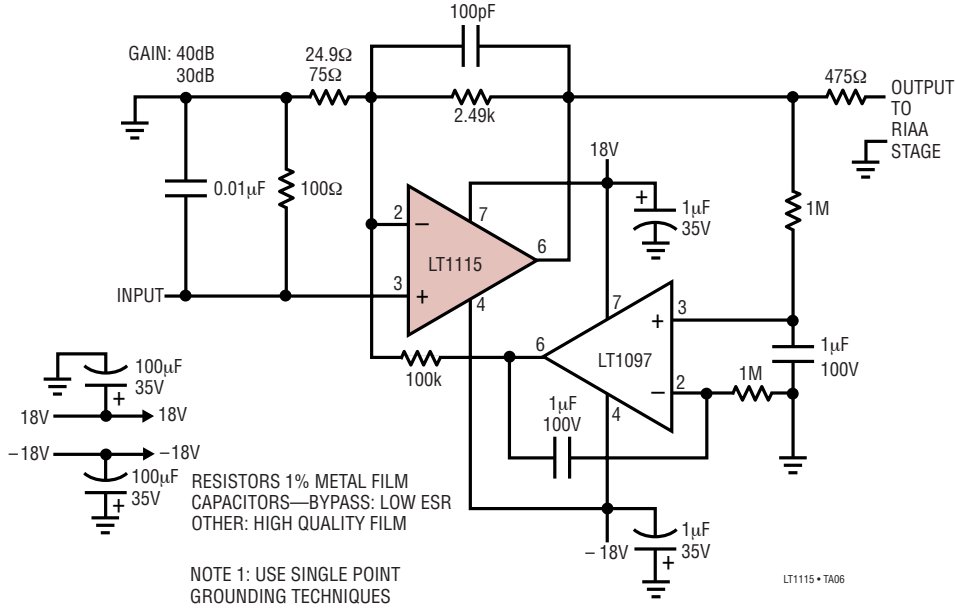 100pF
GAIN: 40dB
30dB
24.9Ω
75Ω
2.49k
475Ω
OUTPUT
TO
RIAA
STAGE
0.01µF
100Ω
18V
+
1µF
35V
1M
2
–
7
LT1115
6
3
+
4
INPUT
7
3
+
6
LT1097
2
–
4
1µF
100V
1M
100k
1µF
100V
100µF
35V
+
18V
18V
–18V
–18V
100µF
35V
+
RESISTORS 1% METAL FILM
CAPACITORS—BYPASS: LOW ESR
OTHER: HIGH QUALITY FILM
– 18V
1µF
35V
+
NOTE 1: USE SINGLE POINT
GROUNDING TECHNIQUES
LT1115 • TA06